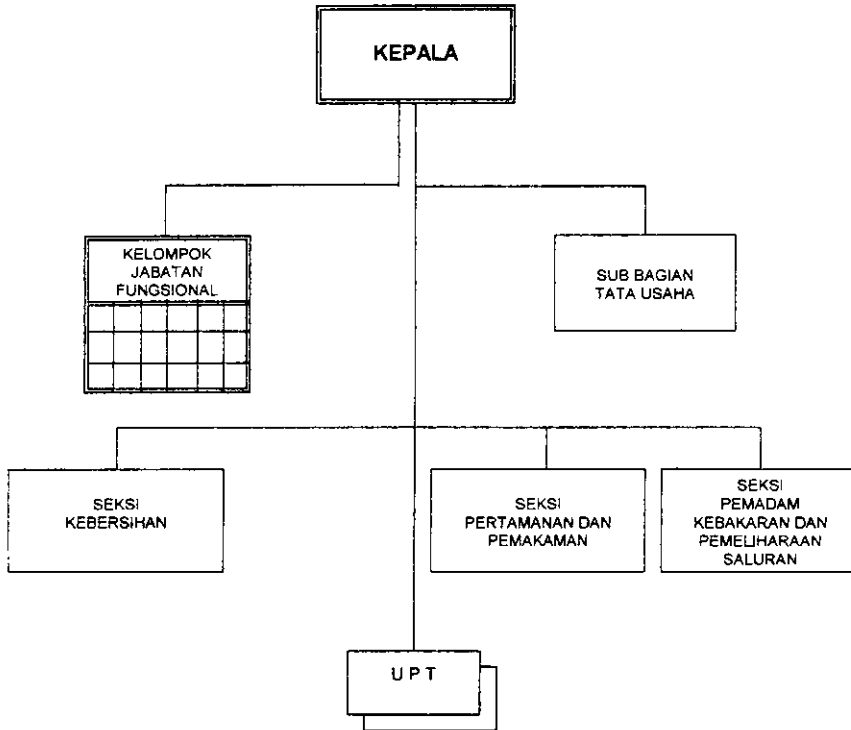 KEPALA
KELOMPOK
JABATAN
FUNGSIONAL
SUB BAGIAN
TATA USAHA
SEKSI
KEBERSIHAN
SEKSI
PERTAMANAN DAN
PEMAKAMAN
SEKSI
PEMADAM
KEBAKARAN DAN
PEMELIHARAAN
SALURAN
U P T